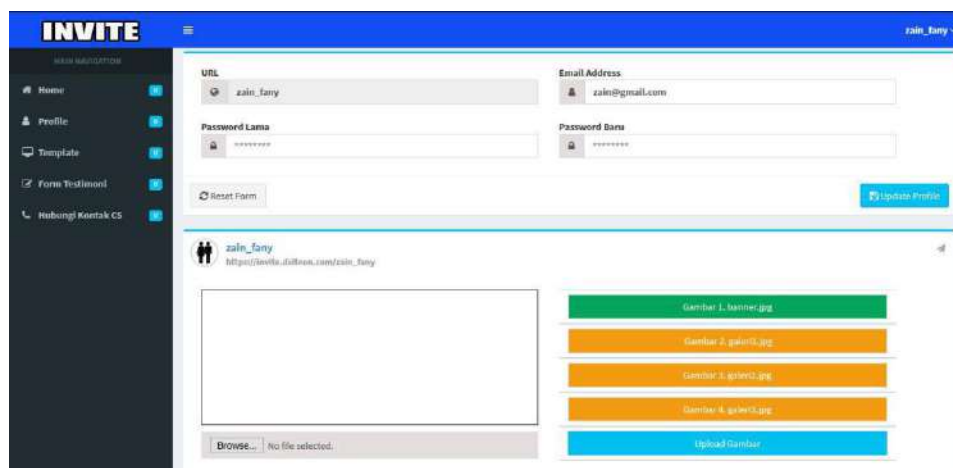 INVITE
zain_fany
MAIN NAVIGATION
Home
Profile
Template
Form Testimoni
Hubungi Kontak CS
URL
zain_fany
Email Address
zain@gmail.com
Password Lama
********
Password Baru
********
Reset Form
Update Profile
zain_fany
Gambar 1. banner.jpg
Gambar 2. galeri1.jpg
Gambar 3. galeri2.jpg
Gambar 4. galeri3.jpg
Browse... No file selected.
Upload Gambar